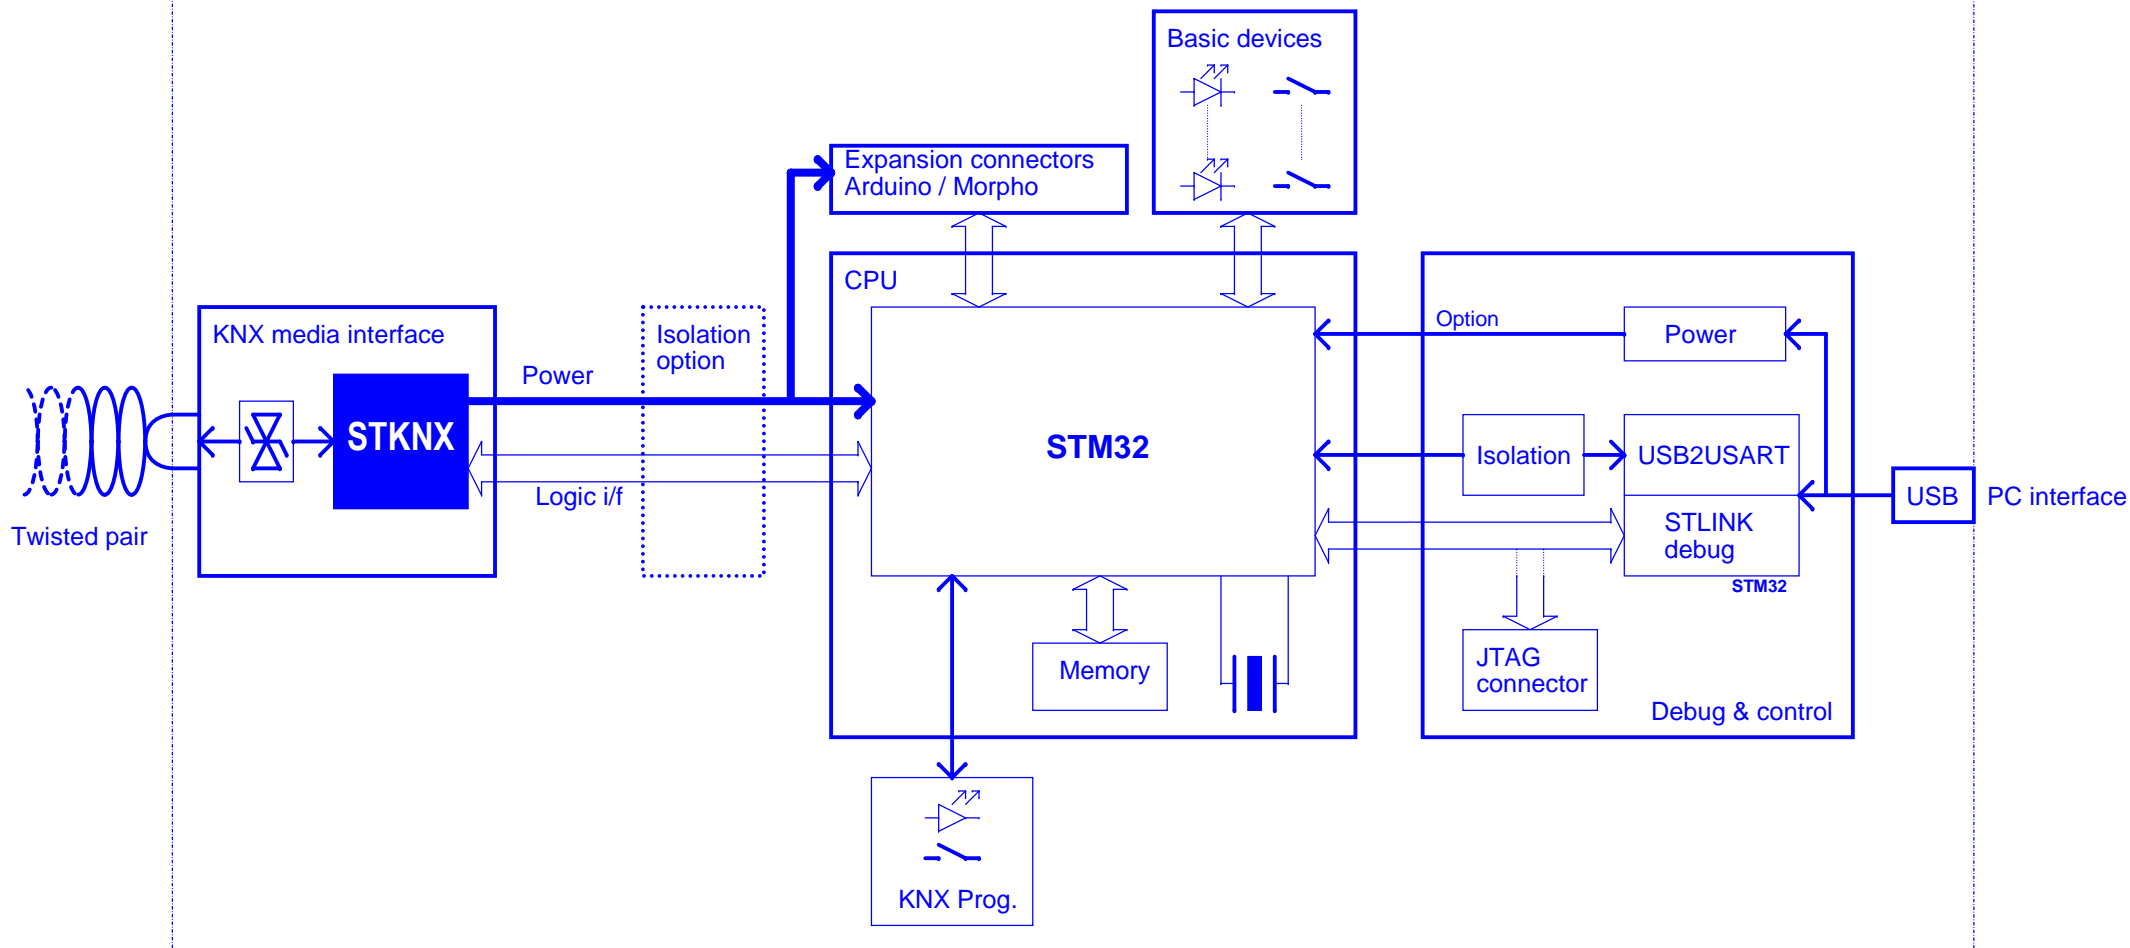 Basic devices
Expansion connectors
Arduino / Morpho
CPU
KNX media interface
Isolation
option
Option
Power
Power
STKNX
STM32
Isolation
USB2USART
Logic i/f
USB
PC interface
Twisted pair
STLINK
debug
STM32
Memory
JTAG
connector
Debug & control
KNX Prog.